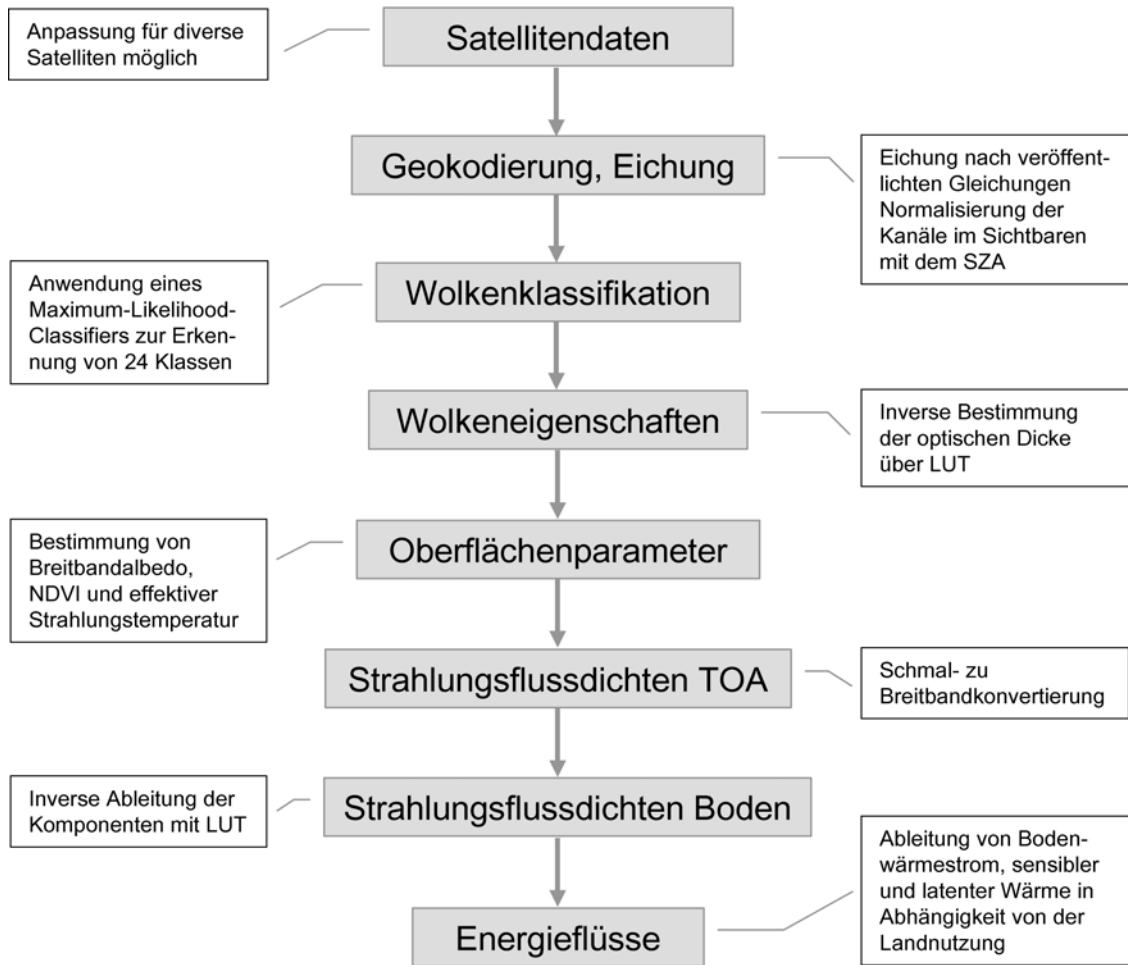 Anpassung für diverse
Satelliten möglich
Satellitendaten
Geokodierung, Eichung
Eichung nach veröffent-
lichten Gleichungen
Normalisierung der
Kanäle im Sichtbaren
mit dem SZA
Anwendung eines
Maximum-Likelihood-
Classifiers zur Erken-
nung von 24 Klassen
Wolkenklassifikation
Wolkeneigenschaften
Inverse Bestimmung
der optischen Dicke
über LUT
Bestimmung von
Breitbandalbedo,
NDVI und effektiver
Strahlungstemperatur
Oberflächenparameter
Strahlungsflussdichten TOA
Schmal- zu
Breitbandkonvertierung
Inverse Ableitung der
Komponenten mit LUT
Strahlungsflussdichten Boden
Ableitung von Boden-
wärmestrom, sensibler
und latenter Wärme in
Abhängigkeit von der
Landnutzung
Energieflüsse